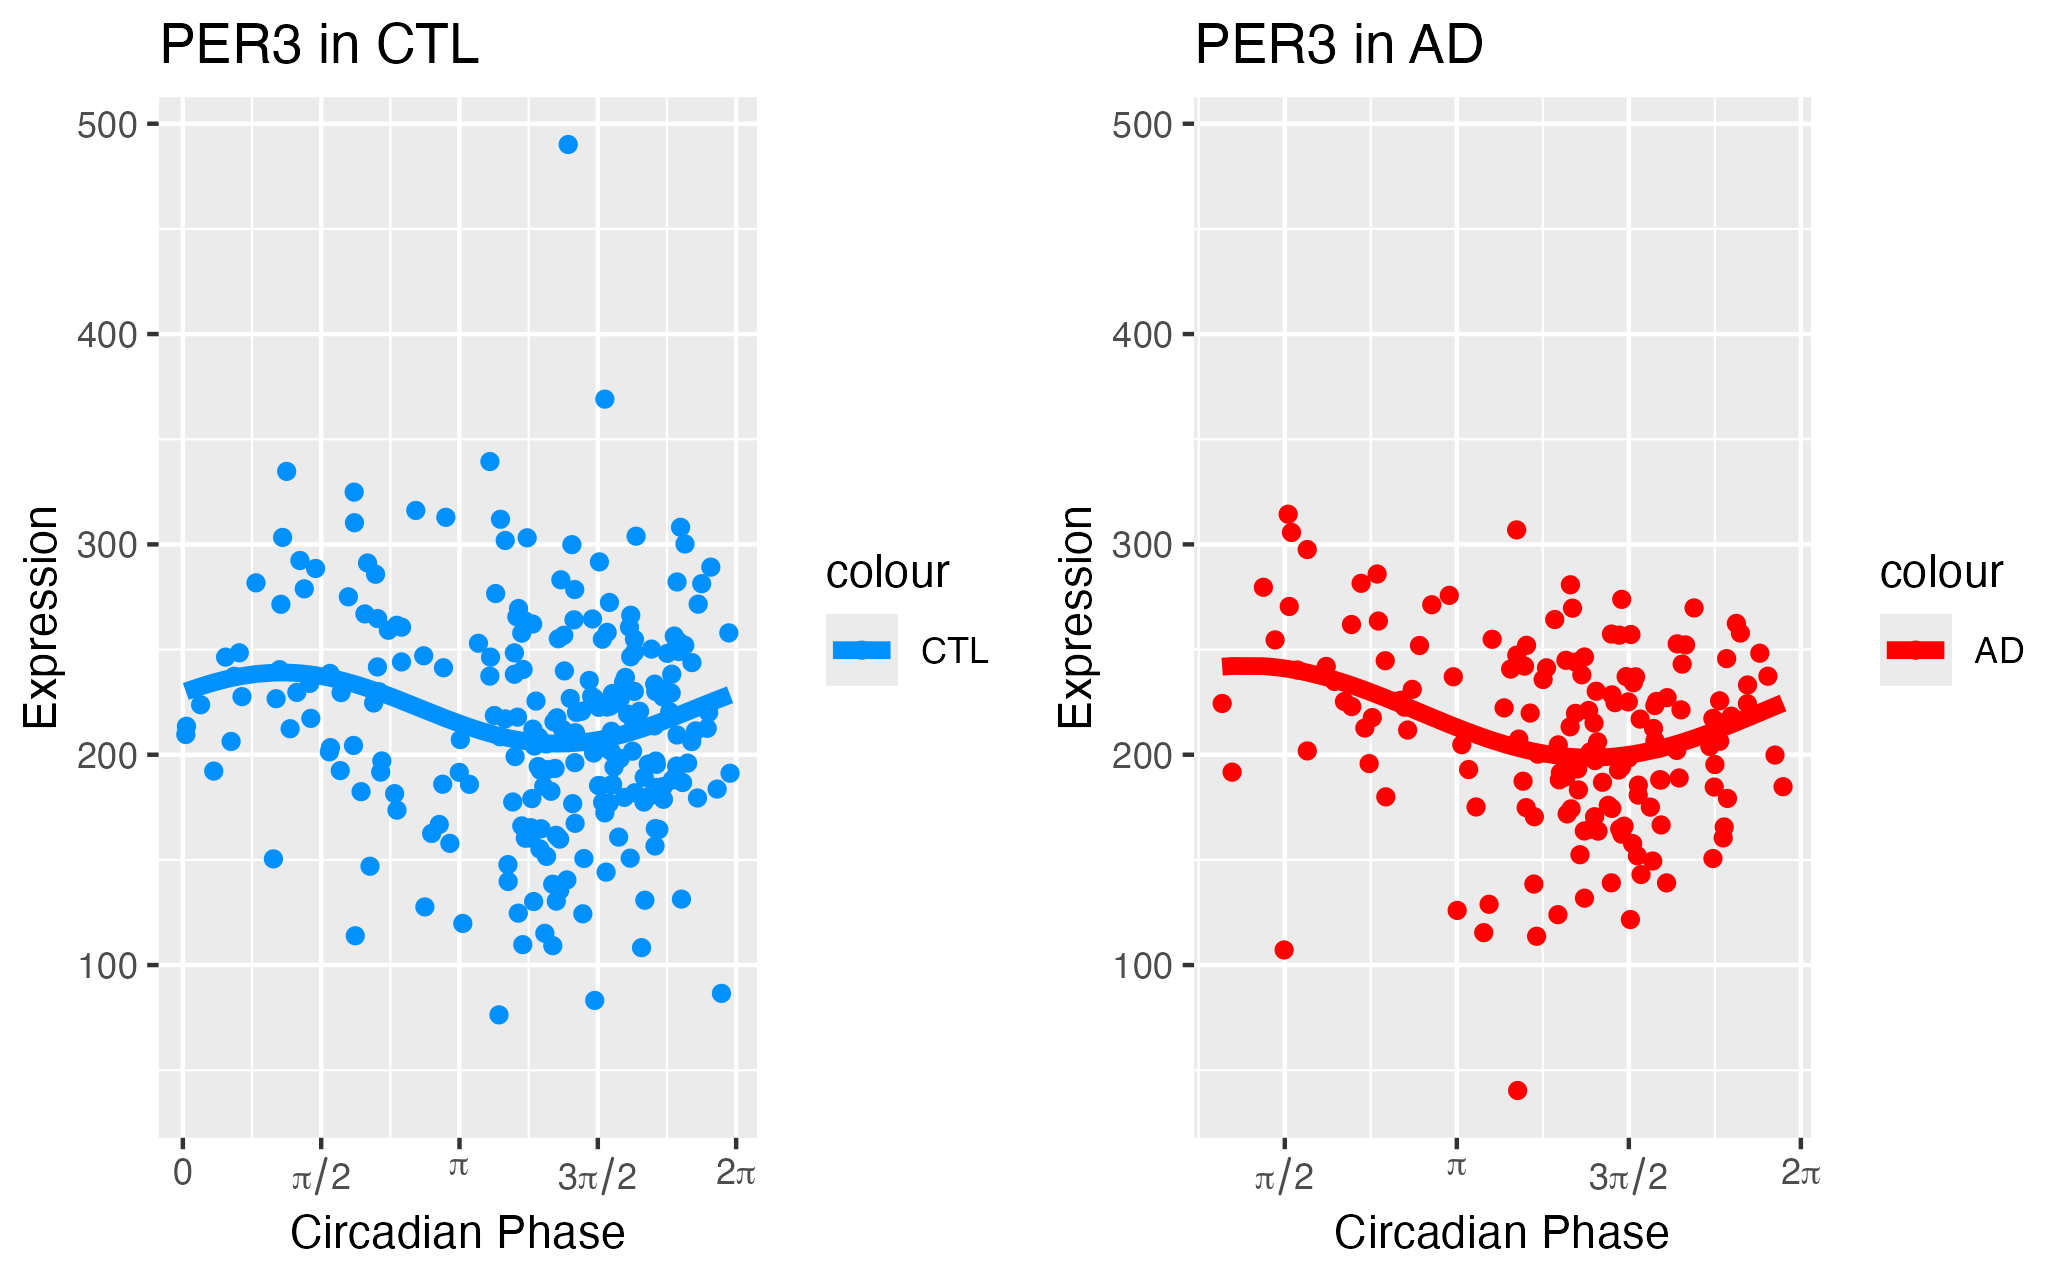 PER3 in CTL
500
400
300
200
100
Expression
0 π/2 π 3π/2 2π
Circadian Phase
colour
CTL
PER3 in AD
500
400
300
200
100
Expression
π/2 π 3π/2 2π
Circadian Phase
colour
AD